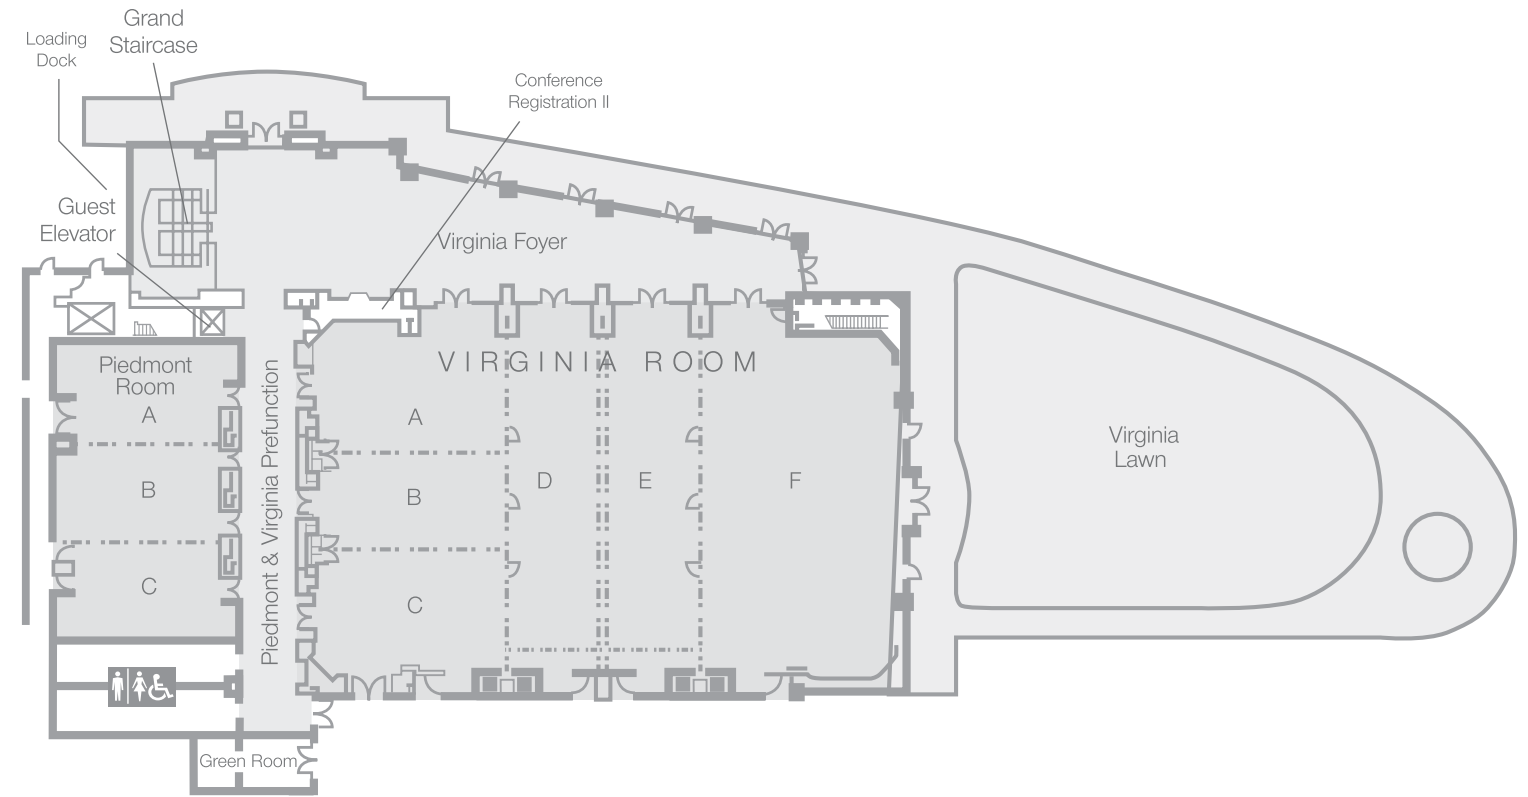 Grand
Staircase
Loading
Dock
Conference
Registration II
Guest
Elevator
Virginia Foyer
VIRGINIA ROOM
Piedmont
Room
A
B
C
Piedmont & Virginia Prefunction
A
B
C
D
E
F
Virginia
Lawn
Green Room